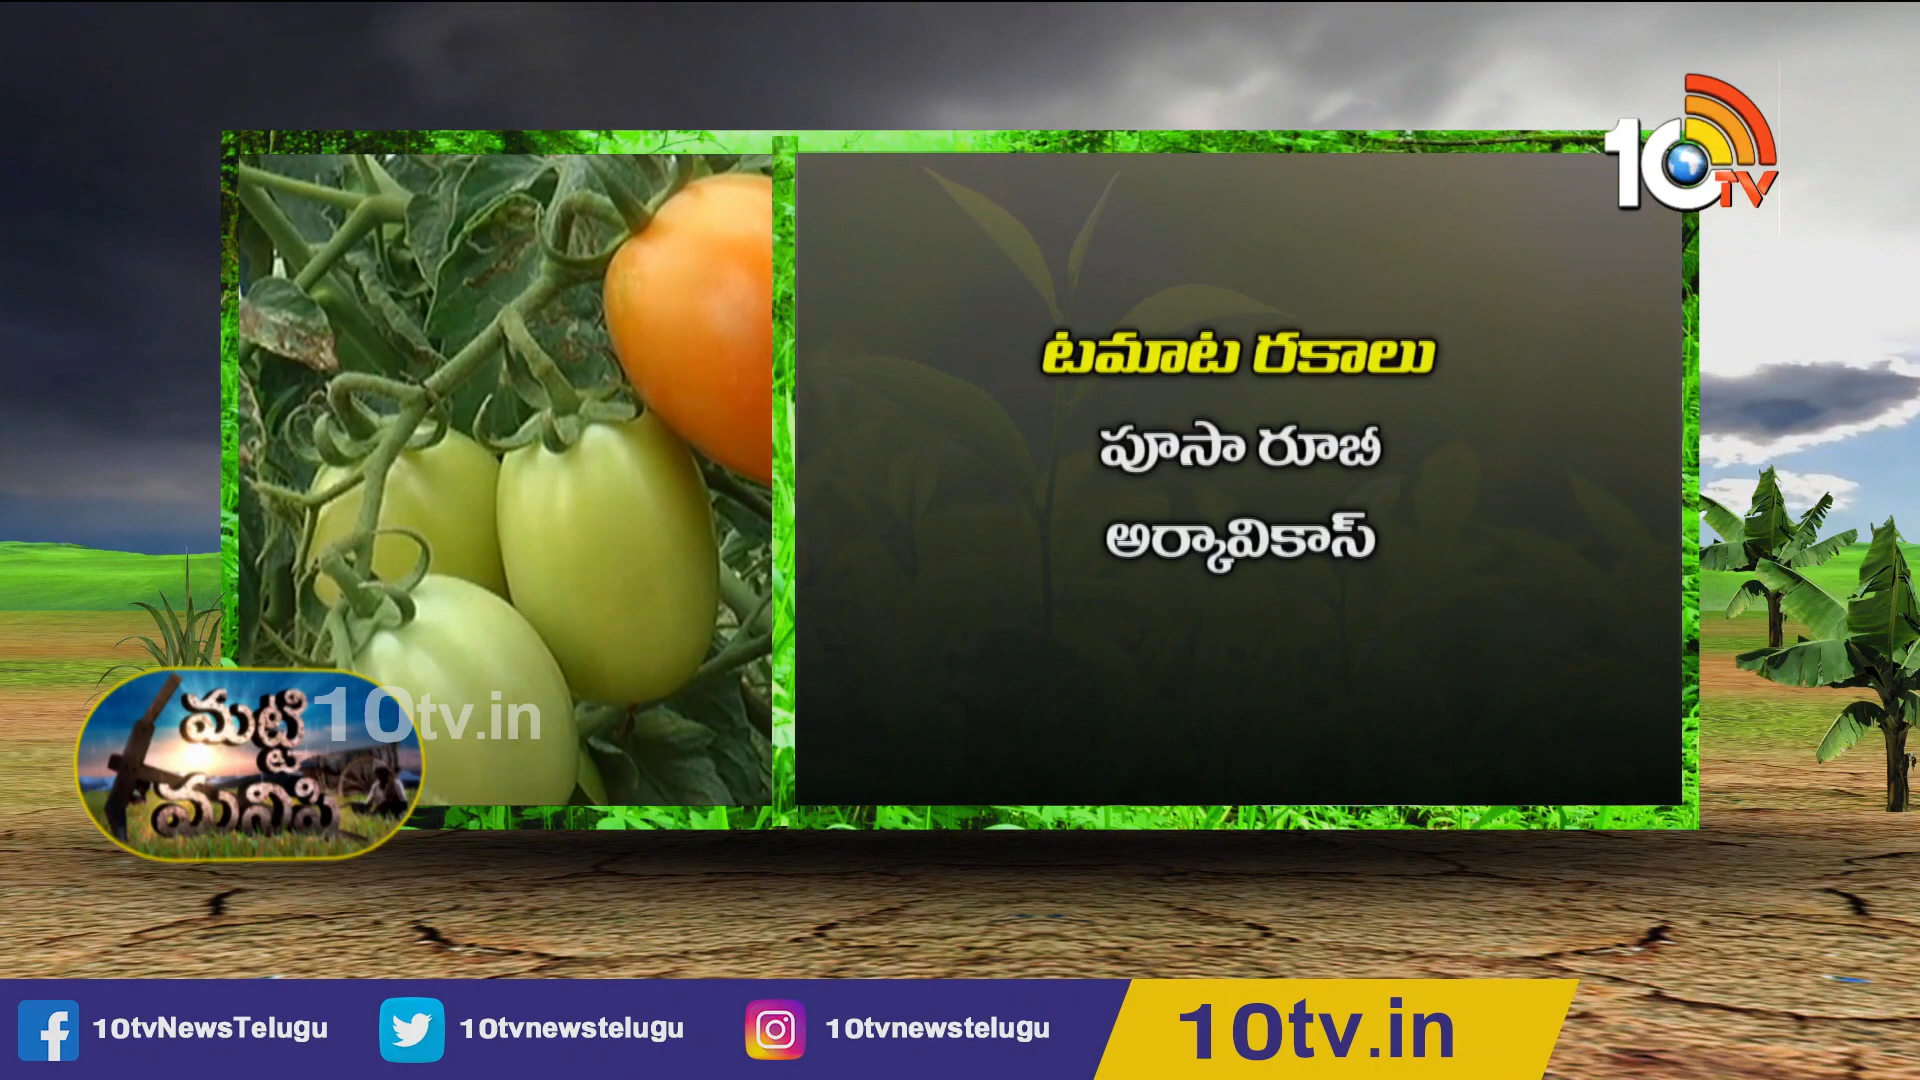 10TV
టమాట రకాలు
పూసా రూబీ
అర్కావికాస్
మట్టి
మనిషి
10tv.in
10tvNewsTelugu
10tvnewstelugu
10tvnewstelugu
10tv.in